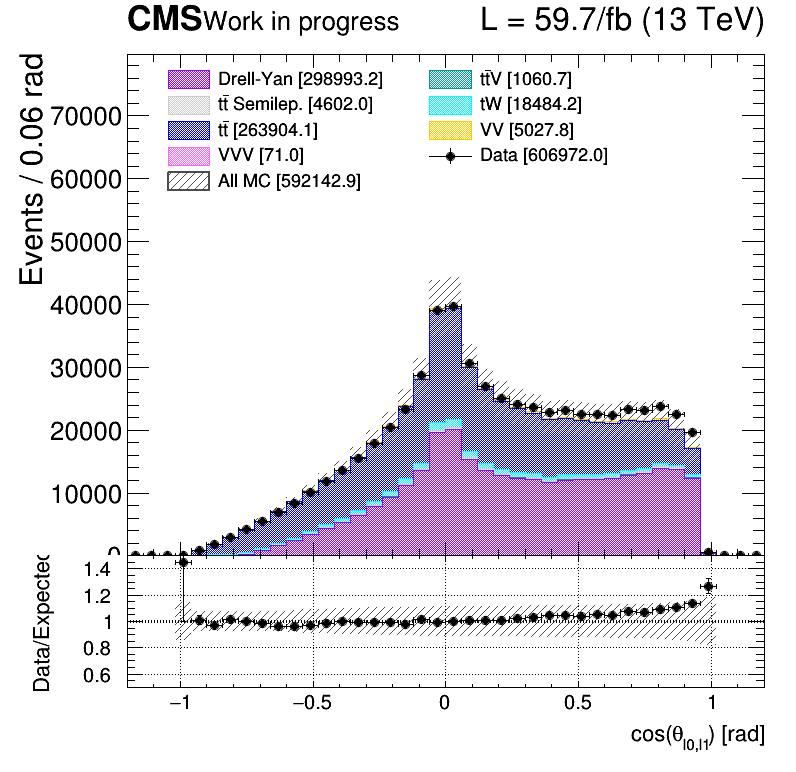 CMS Work in progress L = 59.7/fb (13 TeV)
Events / 0.06 rad
Drell-Yan [298993.2] tt̄V [1060.7]
tt̄ Semilep. [4602.0] tW [18484.2]
tt̄ [263904.1] VV [5027.8]
VVV [71.0] Data [606972.0]
All MC [592142.9]
70000
60000
50000
40000
30000
20000
10000
0
Data/Expected
1.4
1.2
1
0.8
0.6
−1 −0.5 0 0.5 1
cos(θl0,l1) [rad]